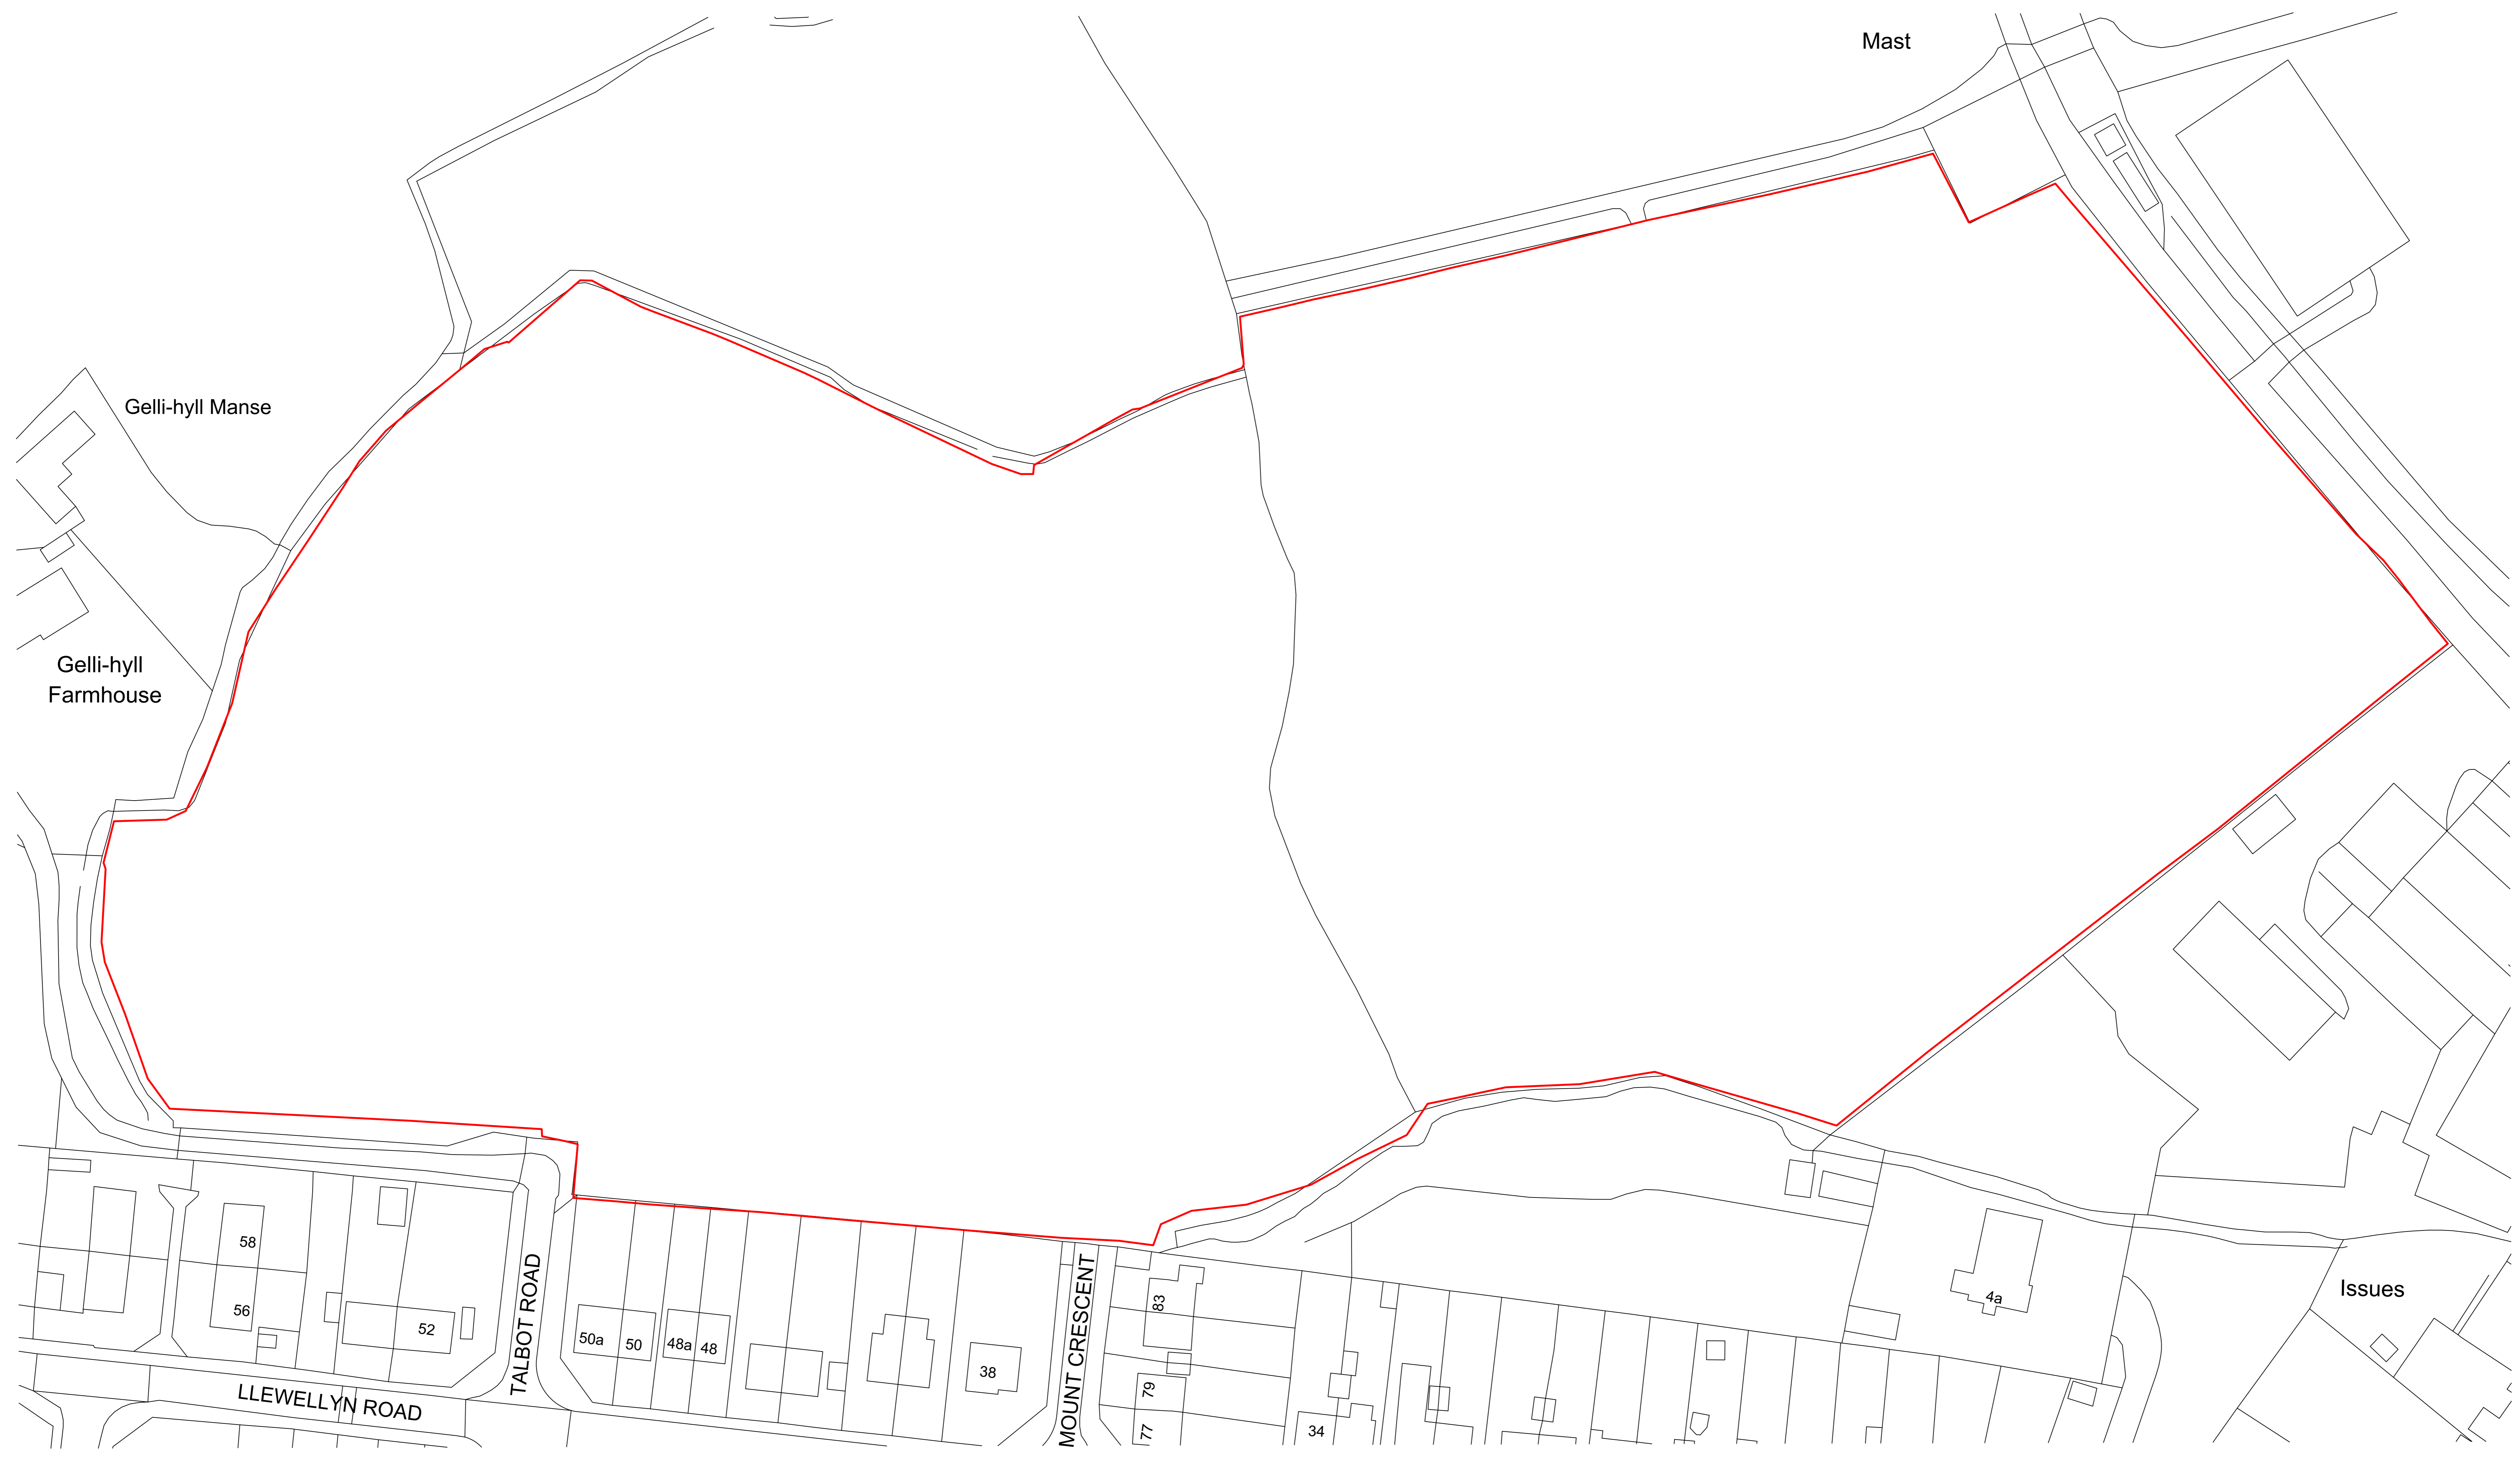 Mast
Gelli-hyll Manse
Gelli-hyll
Farmhouse
58
56
52
TALBOT ROAD
50a
50
48a
48
38
MOUNT CRESCENT
83
79
77
34
4a
Issues
LLEWELLYN ROAD